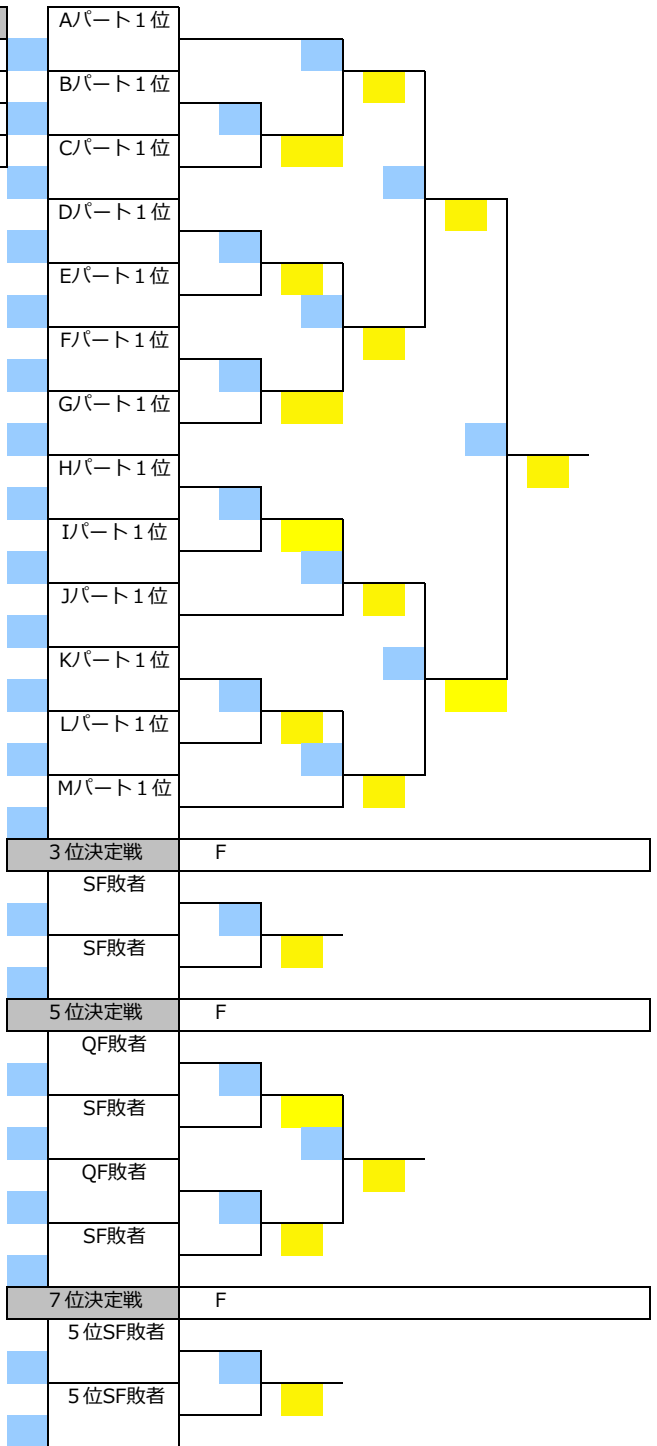 Aパート１位
Bパート１位
Cパート１位
Dパート１位
Eパート１位
Fパート１位
Gパート１位
Hパート１位
Iパート１位
Jパート１位
Kパート１位
Lパート１位
Mパート１位
３位決定戦 F
SF敗者
SF敗者
５位決定戦 F
QF敗者
SF敗者
QF敗者
SF敗者
７位決定戦 F
５位SF敗者
５位SF敗者